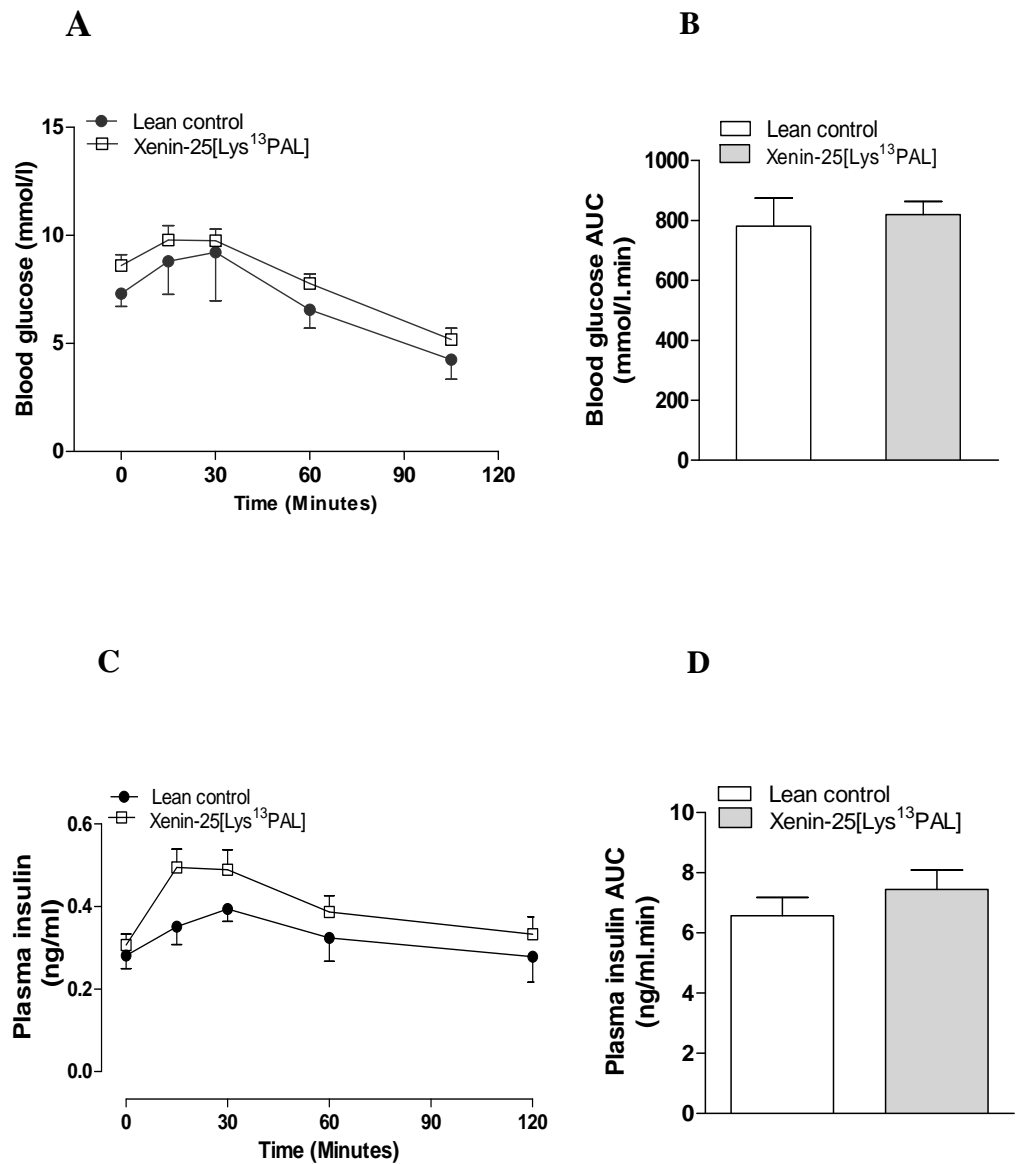 A
Lean control
Xenin-25[Lys¹³PAL]
15
10
5
0
Blood glucose (mmol/l)
0 30 60 90 120
Time (Minutes)
B
Lean control
Xenin-25[Lys¹³PAL]
1000
800
600
400
200
0
Blood glucose AUC
(mmol/l.min)
C
Lean control
Xenin-25[Lys¹³PAL]
0.6
0.4
0.2
0.0
Plasma insulin
(ng/ml)
0 30 60 90 120
Time (Minutes)
D
Lean control
Xenin-25[Lys¹³PAL]
10
8
6
4
2
0
Plasma insulin AUC
(ng/ml.min)